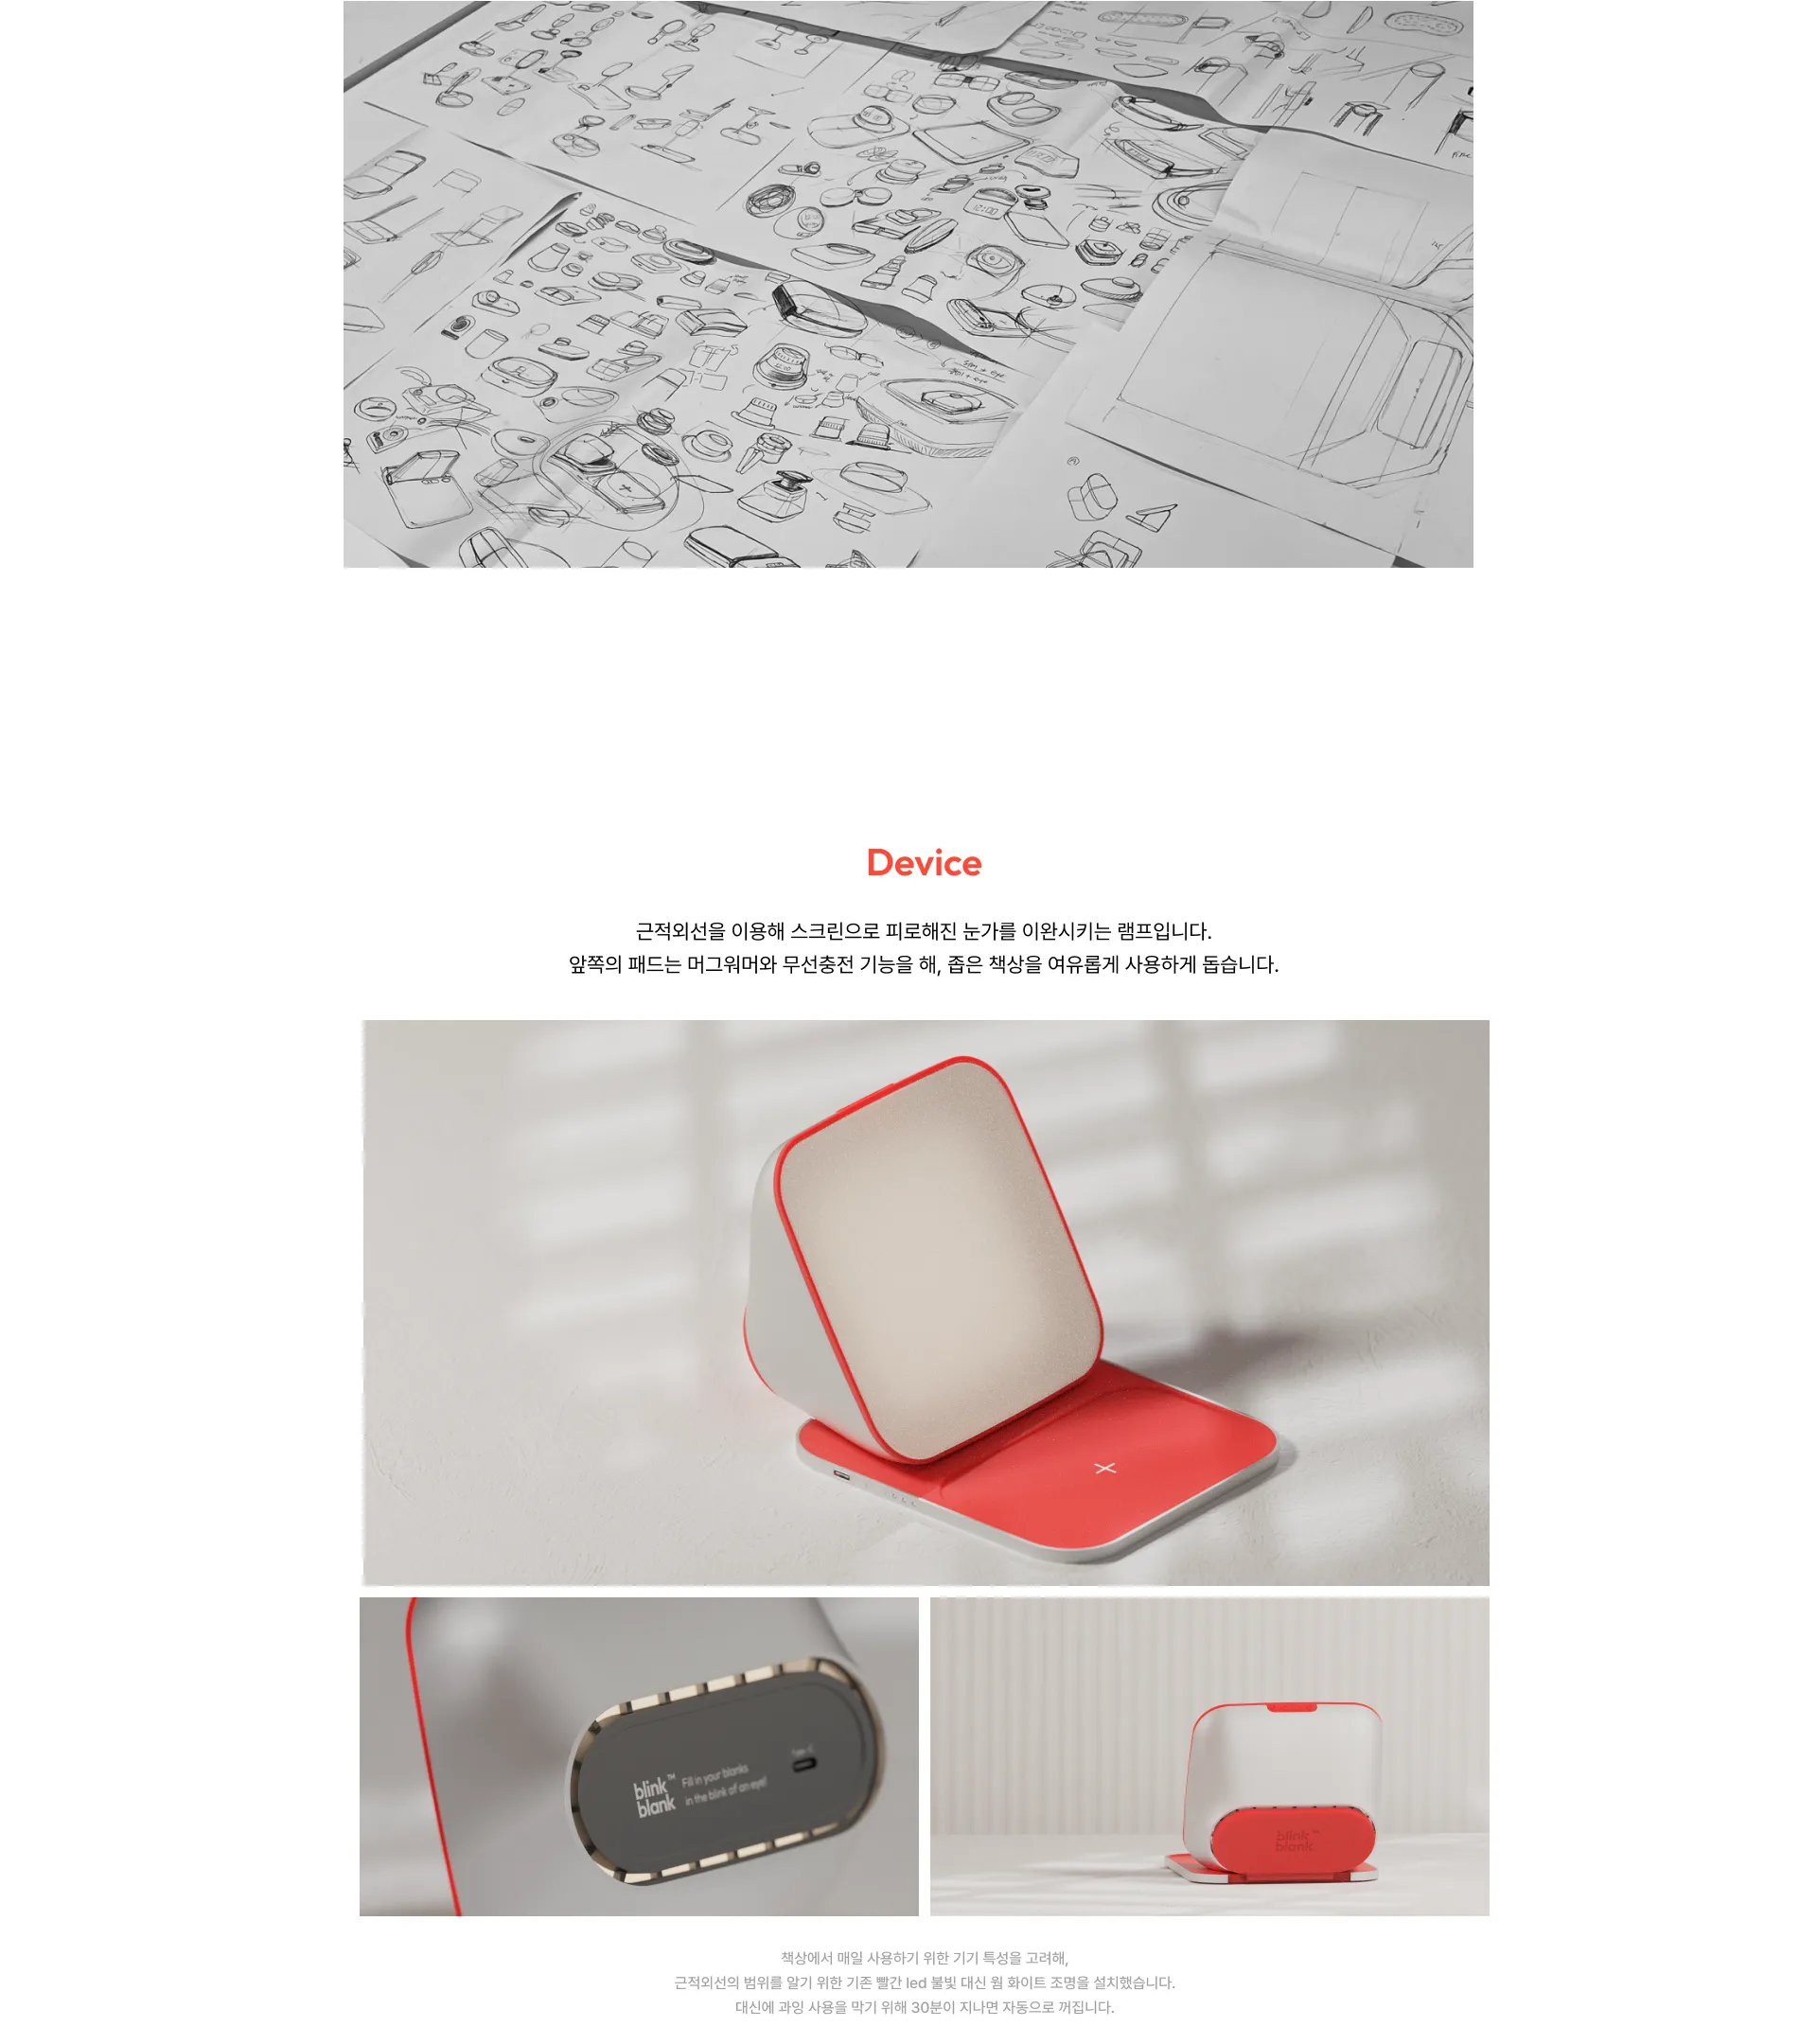 12:00
Device
근적외선을 이용해 스크린으로 피로해진 눈가를 이완시키는 램프입니다.
앞쪽의 패드는 머그워머와 무선충전 기능을 해, 좁은 책상을 여유롭게 사용하게 돕습니다.
blink™
blank
Fill in your blanks
in the blink of an eye!
Type-C
blink™
blank
책상에서 매일 사용하기 위한 기기 특성을 고려해,
근적외선의 범위를 알기 위한 기존 빨간 led 불빛 대신 웜 화이트 조명을 설치했습니다.
대신에 과잉 사용을 막기 위해 30분이 지나면 자동으로 꺼집니다.